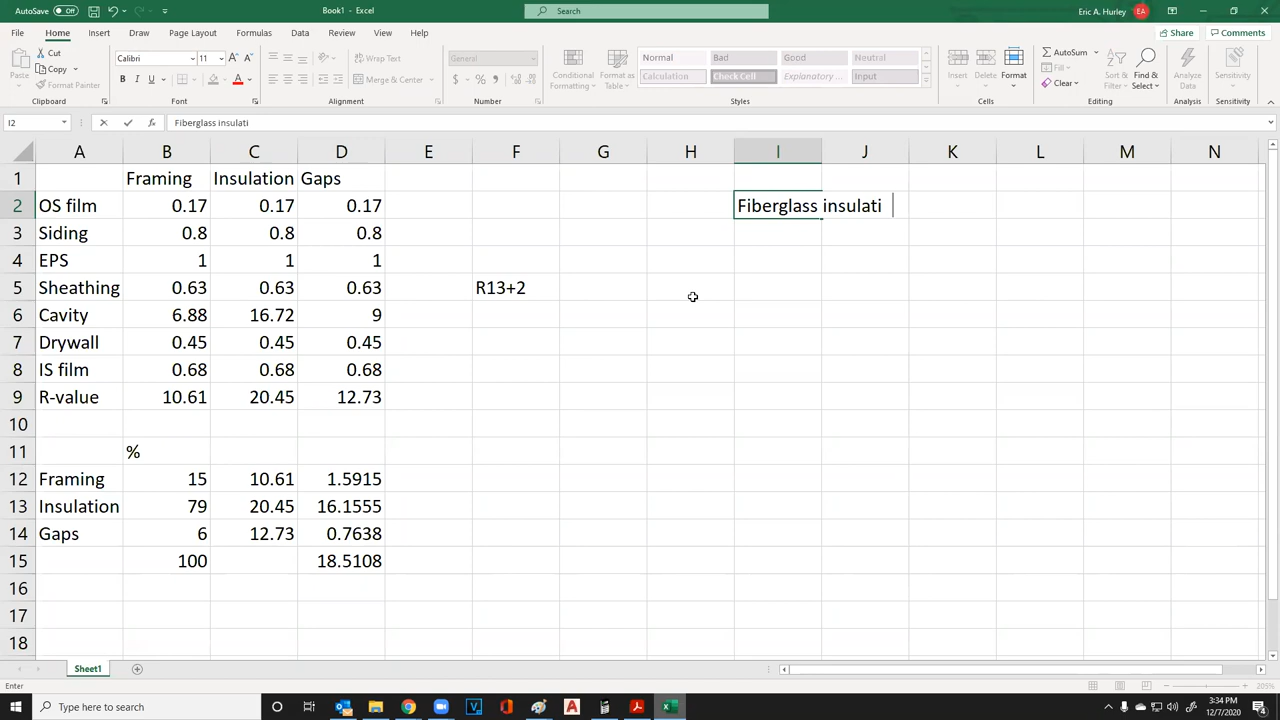 AutoSave Off
Book1 - Excel
Search
Eric A. Hurley
EA
File Home Insert Draw Page Layout Formulas Data Review View Help
Share Comments
Paste
Cut
Copy
Format Painter
Calibri 11
B I U
Wrap Text
Merge & Center
General
$ % 9
Conditional Formatting
Format as Table
Normal Bad Good Neutral
Calculation Check Cell Explanatory ... Input
Insert Delete Format
AutoSum
Fill
Clear
Sort & Filter
Find & Select
Analyze Data
Sensitivity
Clipboard Font Alignment Number Styles Cells Editing Analysis Sensitivity
I2 fx Fiberglass insulati
A B C D E F G H I J K L M N
1 Framing Insulation Gaps
2 OS film 0.17 0.17 0.17 Fiberglass insulati
3 Siding 0.8 0.8 0.8
4 EPS 1 1 1
5 Sheathing 0.63 0.63 0.63 R13+2
6 Cavity 6.88 16.72 9
7 Drywall 0.45 0.45 0.45
8 IS film 0.68 0.68 0.68
9 R-value 10.61 20.45 12.73
10
11 %
12 Framing 15 10.61 1.5915
13 Insulation 79 20.45 16.1555
14 Gaps 6 12.73 0.7638
15 100 18.5108
16
17
18
Sheet1
Enter
205%
Type here to search
3:34 PM
12/7/2020